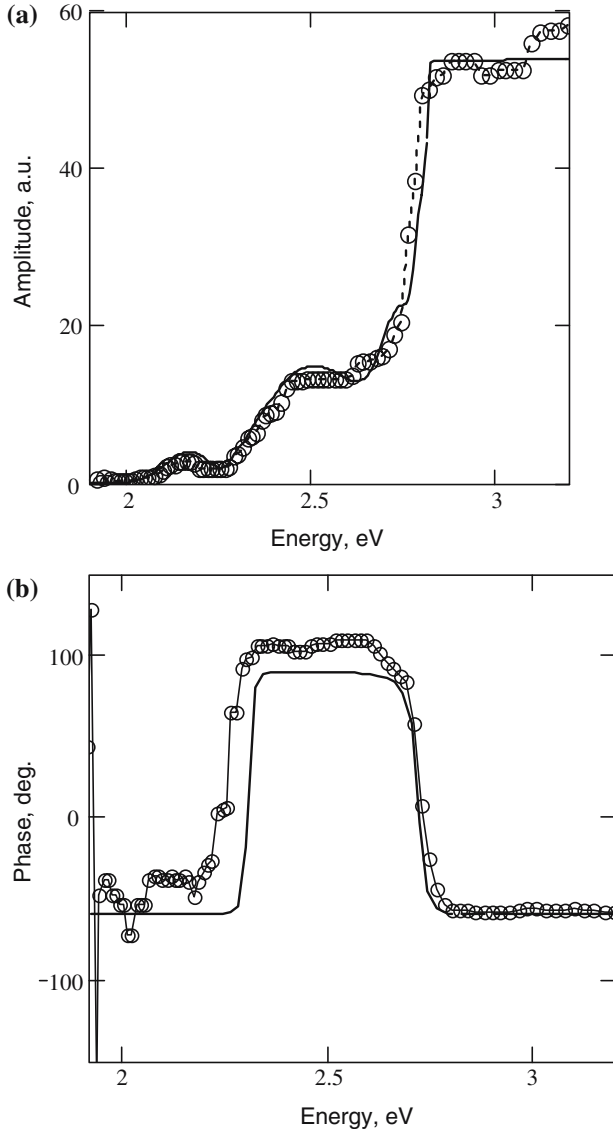 (a)
60
40
20
0
Amplitude, a.u.
2
2.5
3
Energy, eV
(b)
100
0
−100
Phase, deg.
2
2.5
3
Energy, eV